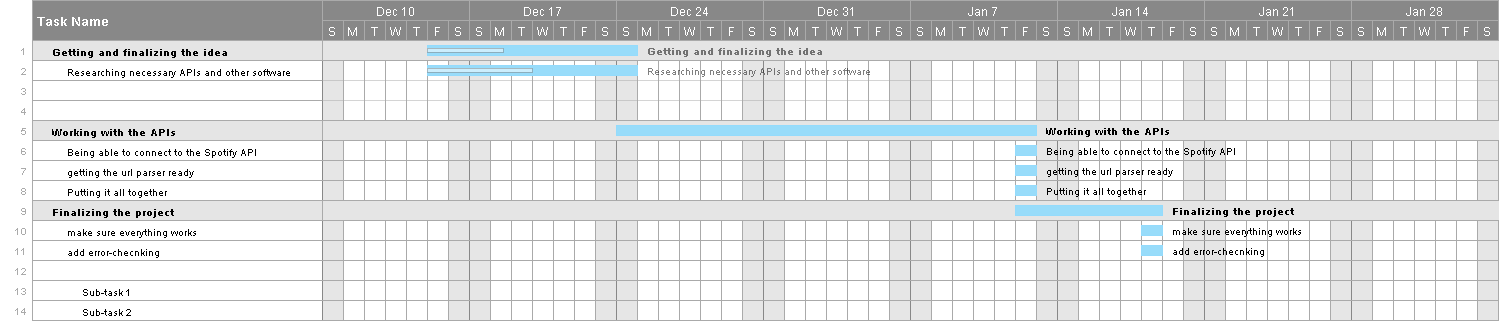 Task Name Dec 10 Dec 17 Dec 24 Dec 31 Jan 7 Jan 14 Jan 21 Jan 28
S M T W T F S S M T W T F S S M T W T F S S M T W T F S S M T W T F S S M T W T F S S M T W T F S S M T W T F S
1 Getting and finalizing the idea Getting and finalizing the idea
2 Researching necessary APIs and other software Researching necessary APIs and other software
3
4
5 Working with the APIs Working with the APIs
6 Being able to connect to the Spotify API Being able to connect to the Spotify API
7 getting the url parser ready getting the url parser ready
8 Putting it all together Putting it all together
9 Finalizing the project Finalizing the project
10 make sure everything works make sure everything works
11 add error-checnking add error-checnking
12
13 Sub-task 1
14 Sub-task 2